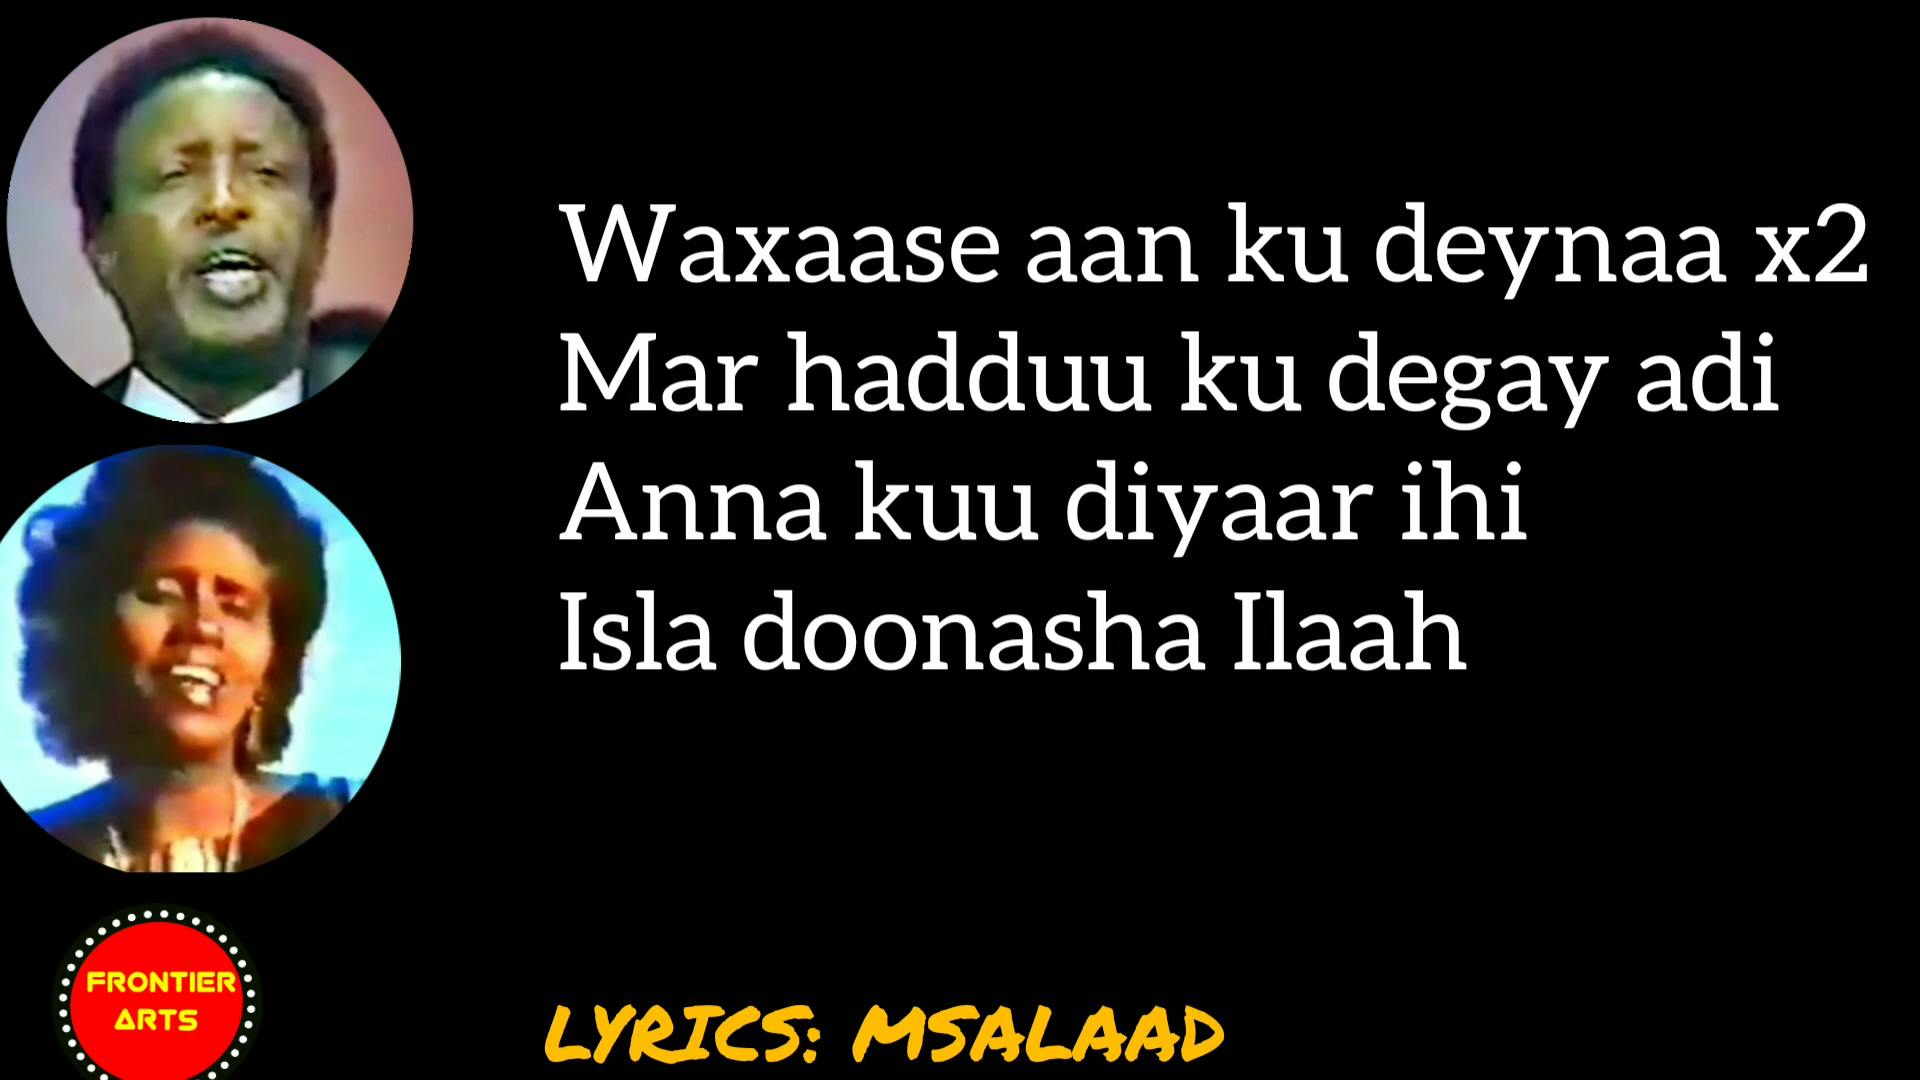 Waxaase aan ku deynaa x2
Mar hadduu ku degay adi
Anna kuu diyaar ihi
Isla doonasha Ilaah
FRONTIER
ARTS
LYRICS: MSALAAD